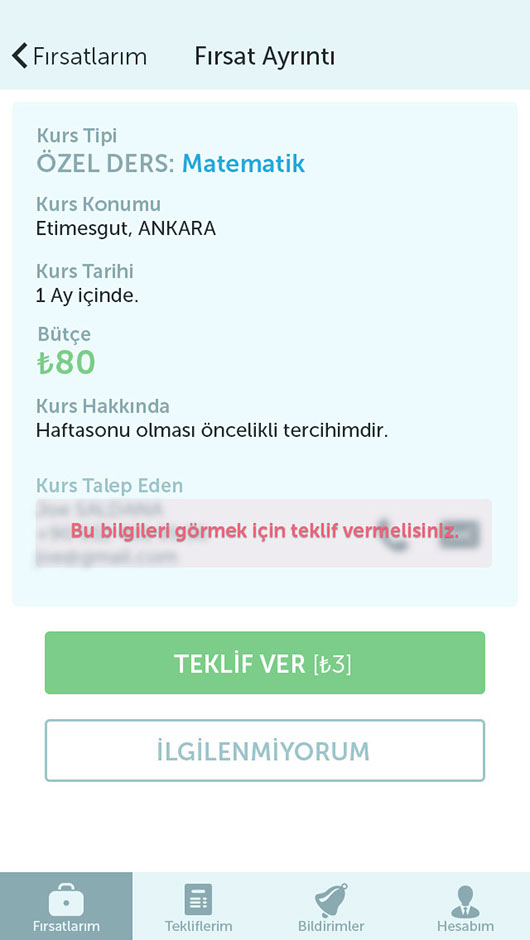 Fırsatlarım
Fırsat Ayrıntı
Kurs Tipi
ÖZEL DERS: Matematik
Kurs Konumu
Etimesgut, ANKARA
Kurs Tarihi
1 Ay içinde.
Bütçe
₺80
Kurs Hakkında
Haftasonu olması öncelikli tercihimdir.
Kurs Talep Eden
Bu bilgileri görmek için teklif vermelisiniz.
TEKLİF VER [₺3]
İLGİLENMİYORUM
Fırsatlarım
Tekliflerim
Bildirimler
Hesabım